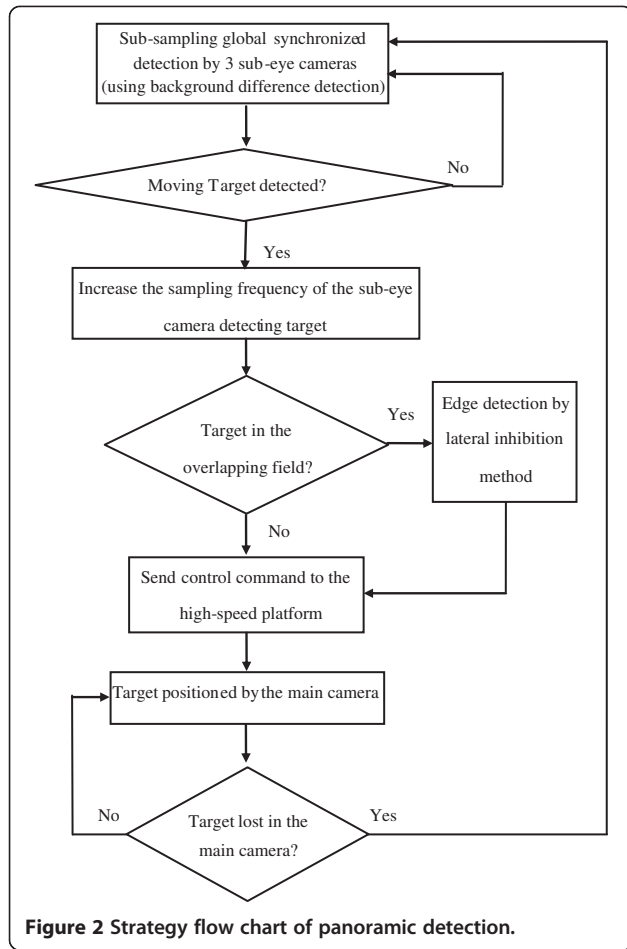 Sub-sampling global synchronized
detection by 3 sub-eye cameras
(using background difference detection)
No
Moving Target detected?
Yes
Increase the sampling frequency of the sub-eye
camera detecting target
Target in the
overlapping field?
Yes
Edge detection by
lateral inhibition
method
No
Send control command to the
high-speed platform
Target positioned by the main camera
No
Target lost in the
main camera?
Yes
Figure 2 Strategy flow chart of panoramic detection.